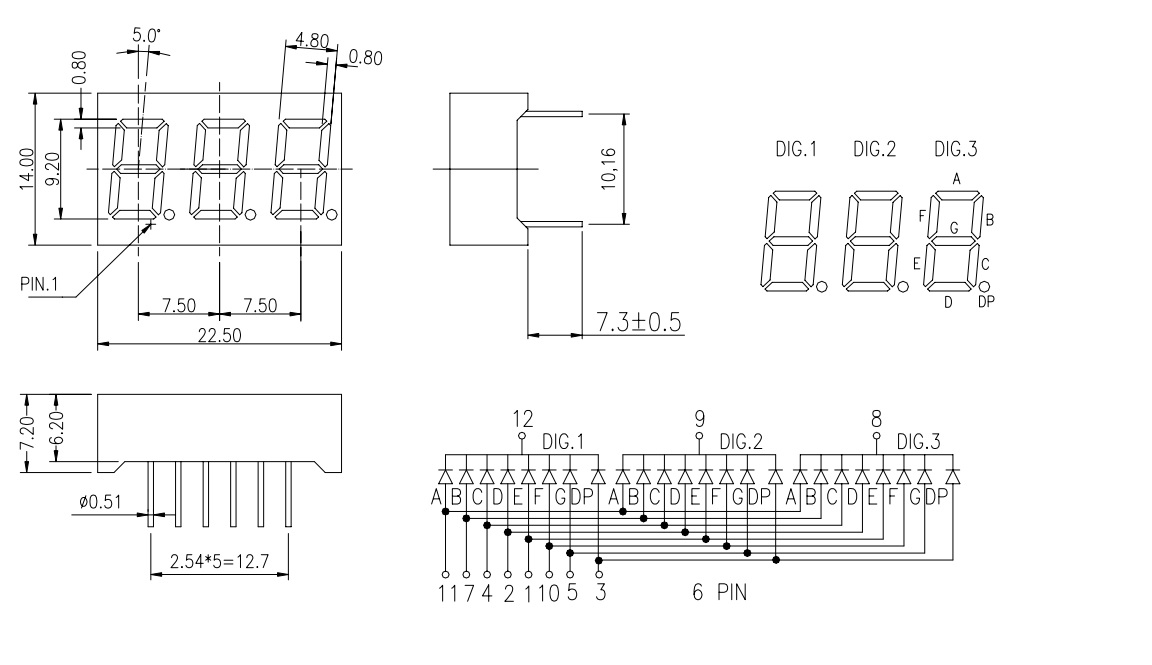 5.0°
4.80
0.80
0.80
14.00
9.20
PIN.1
7.50
7.50
22.50
10,16
7.3±0.5
DIG.1 DIG.2 DIG.3
A
F
B
G
E
C
D
DP
7.20
6.20
ø0.51
2.54*5=12.7
12 9 8
DIG.1 DIG.2 DIG.3
A B C D E F G DP A B C D E F G DP A B C D E F G DP
11 7 4 2 1 10 5 3 6 PIN